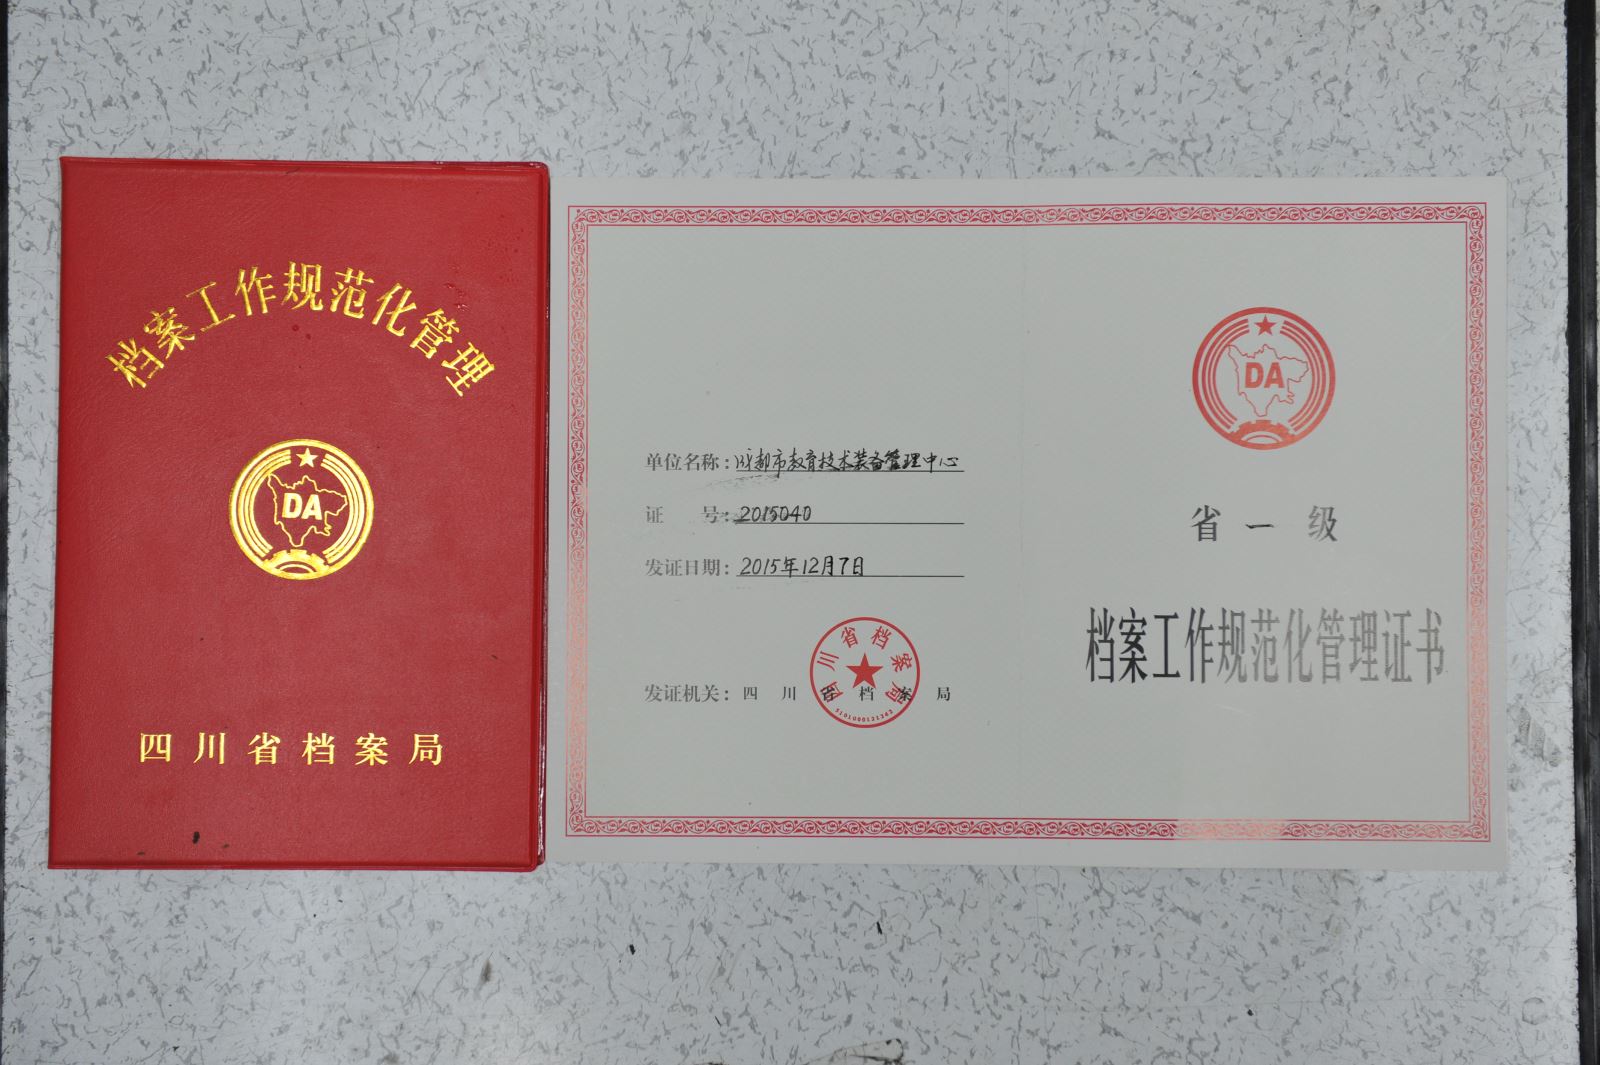 档案工作规范化管理
DA
四川省档案局
单位名称：成都市教育技术装备管理中心
证　号：2015040
发证日期：2015年12月7日
发证机关：四川省档案局
四川省档案局
5101000121242
DA
省一级
档案工作规范化管理证书